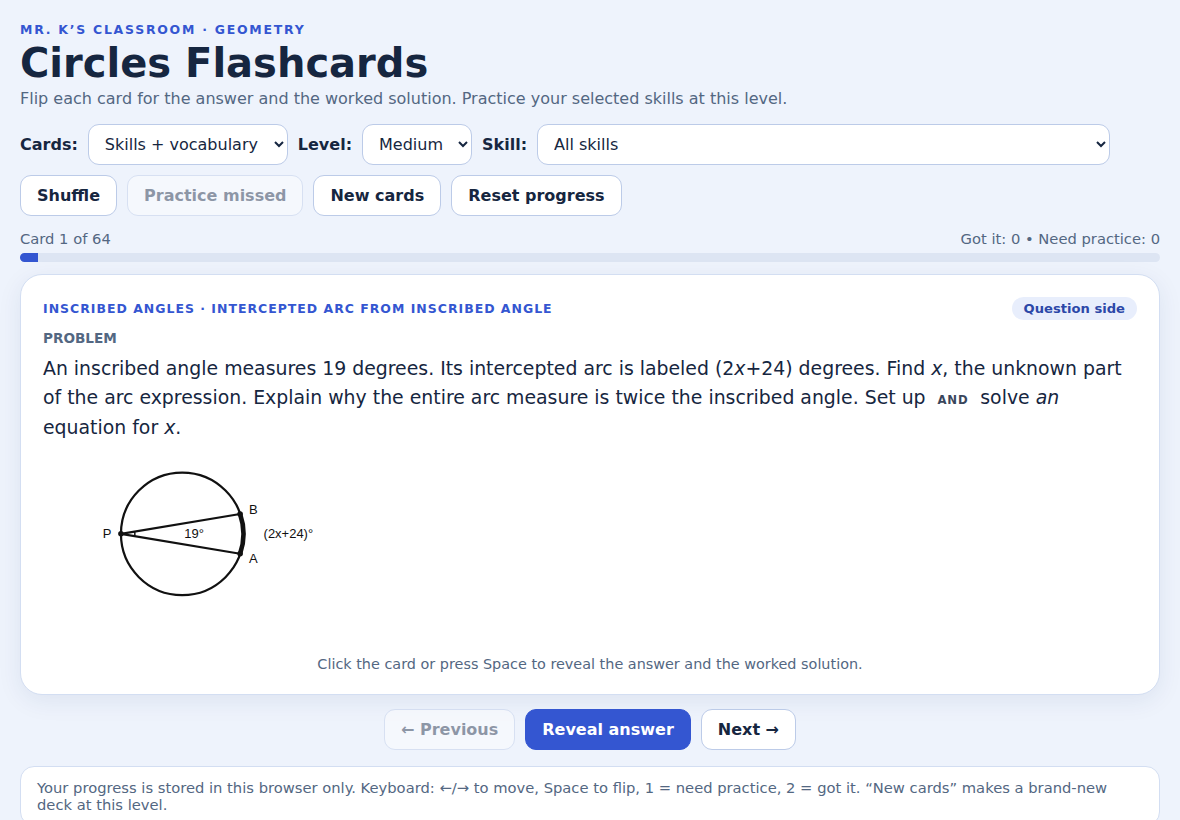 MR. K’S CLASSROOM · GEOMETRY
Circles Flashcards
Flip each card for the answer and the worked solution. Practice your selected skills at this level.
Cards: Skills + vocabulary Level: Medium Skill: All skills
Shuffle Practice missed New cards Reset progress
Card 1 of 64 Got it: 0 • Need practice: 0
INSCRIBED ANGLES · INTERCEPTED ARC FROM INSCRIBED ANGLE Question side
PROBLEM
An inscribed angle measures 19 degrees. Its intercepted arc is labeled (2x+24) degrees. Find x, the unknown part
of the arc expression. Explain why the entire arc measure is twice the inscribed angle. Set up AND solve an
equation for x.
B
P 19° (2x+24)°
A
Click the card or press Space to reveal the answer and the worked solution.
← Previous Reveal answer Next →
Your progress is stored in this browser only. Keyboard: ←/→ to move, Space to flip, 1 = need practice, 2 = got it. “New cards” makes a brand-new
deck at this level.